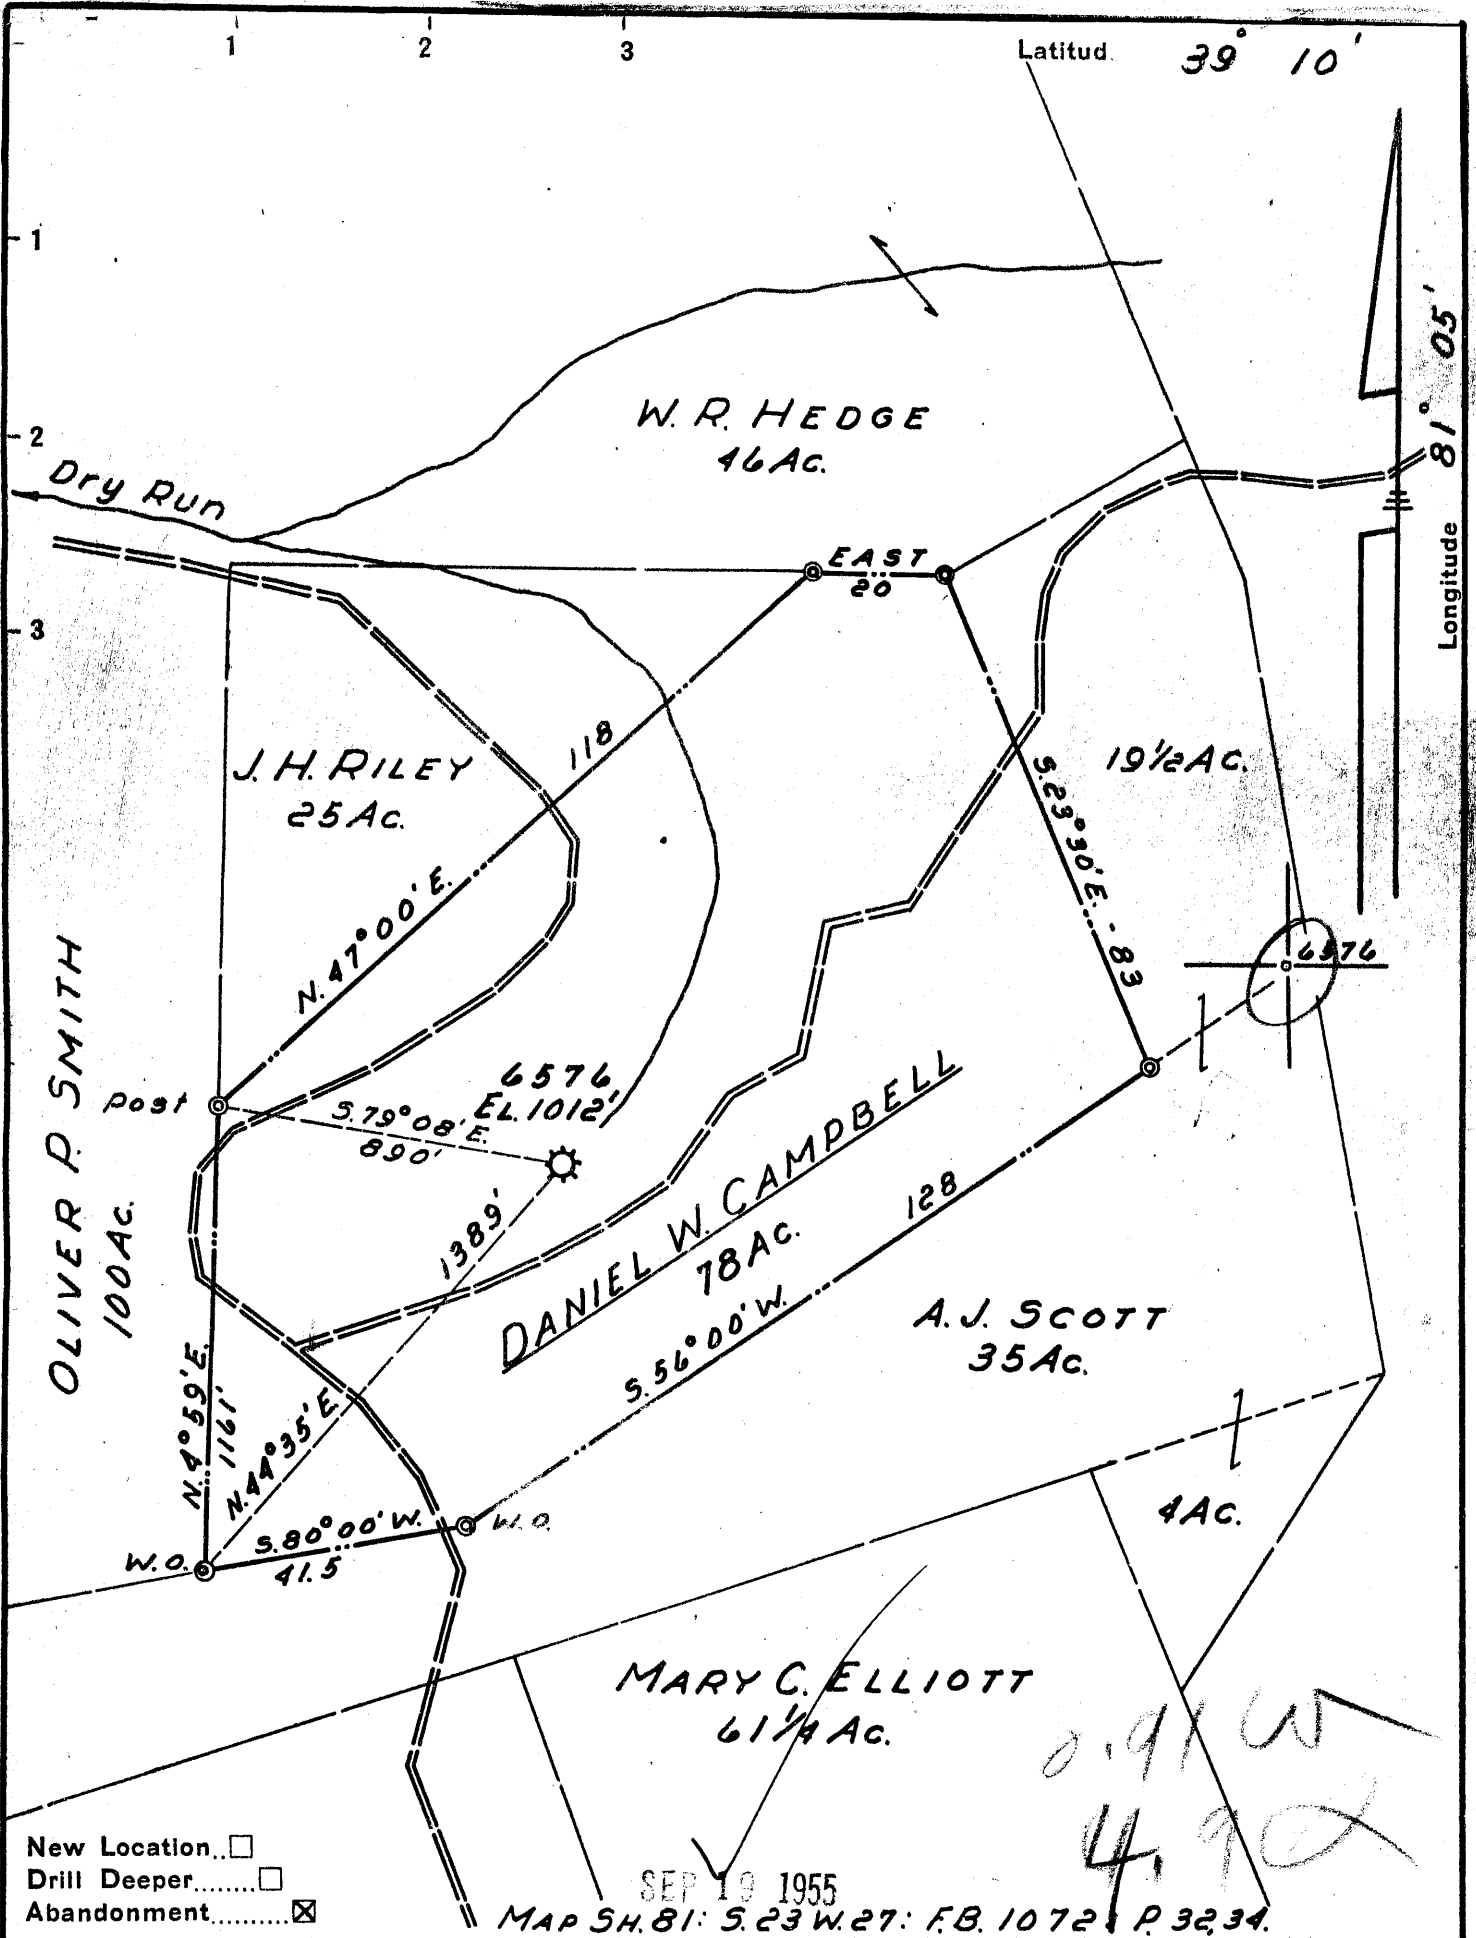 1 2 3
Latitud. 39° 10'
1
2
3
Longitude 81° 05'
W. R. HEDGE
46 Ac.
Dry Run
EAST
20
118
N. 47° 00' E.
J. H. RILEY
25 Ac.
19 1/2 Ac.
S. 23° 30' E. - 83
6576
OLIVER P. SMITH
100 Ac.
Post
6576
EL. 1012'
S. 79° 08' E.
890'
1389'
N. 44° 35' E.
N. 4° 59' E.
1161'
DANIEL W. CAMPBELL
78 Ac.
128
S. 56° 00' W.
A. J. SCOTT
35 Ac.
W. O.
S. 80° 00' W.
41.5
W. O.
4 Ac.
MARY C. ELLIOTT
61 1/4 Ac.
New Location..☐
Drill Deeper........☐
Abandonment..........☒
SEP 19 1955
MAP SH. 81: S. 23 W. 27: F.B. 1072 P. 32, 34.